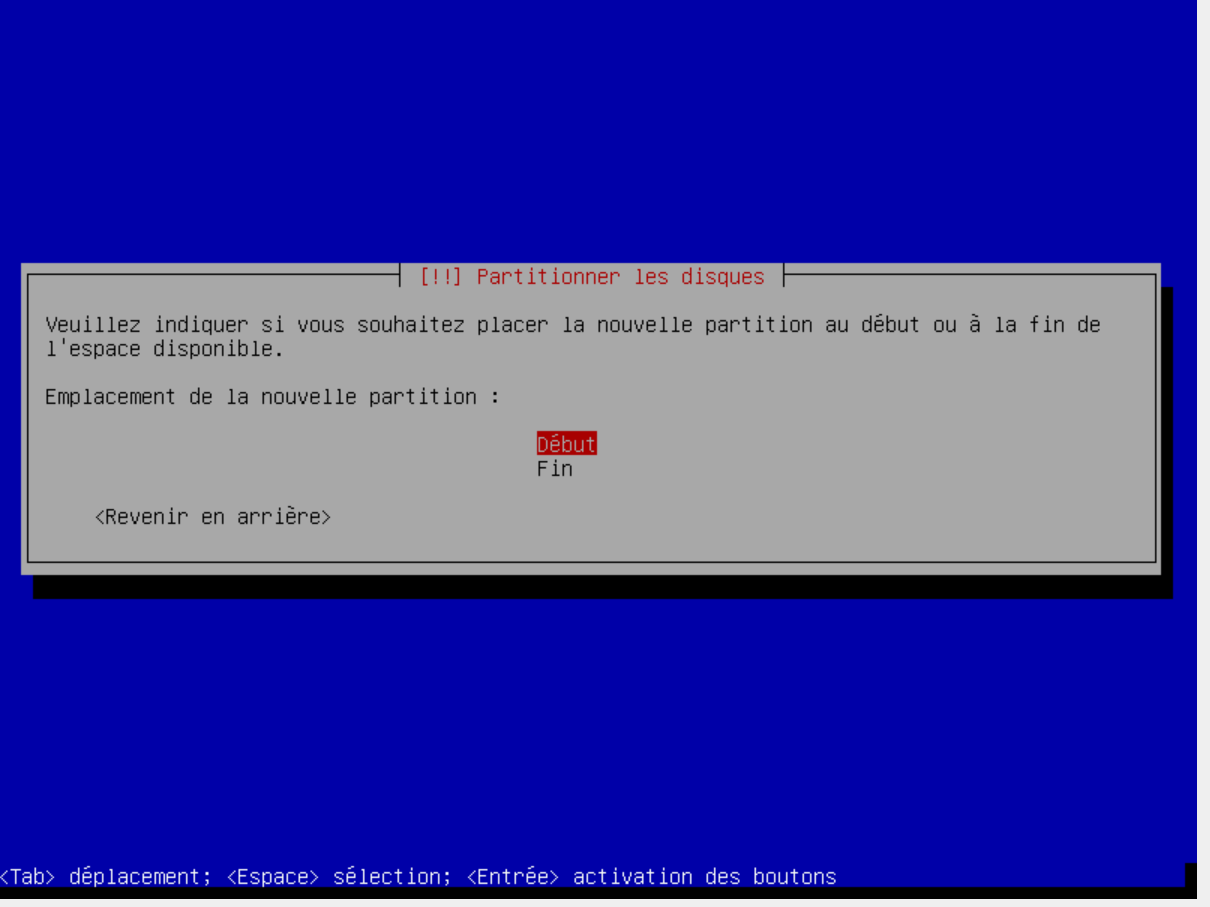 [!!] Partitionner les disques
Veuillez indiquer si vous souhaitez placer la nouvelle partition au début ou à la fin de
l'espace disponible.
Emplacement de la nouvelle partition :
Début
Fin
<Revenir en arrière>
<Tab> déplacement; <Espace> sélection; <Entrée> activation des boutons